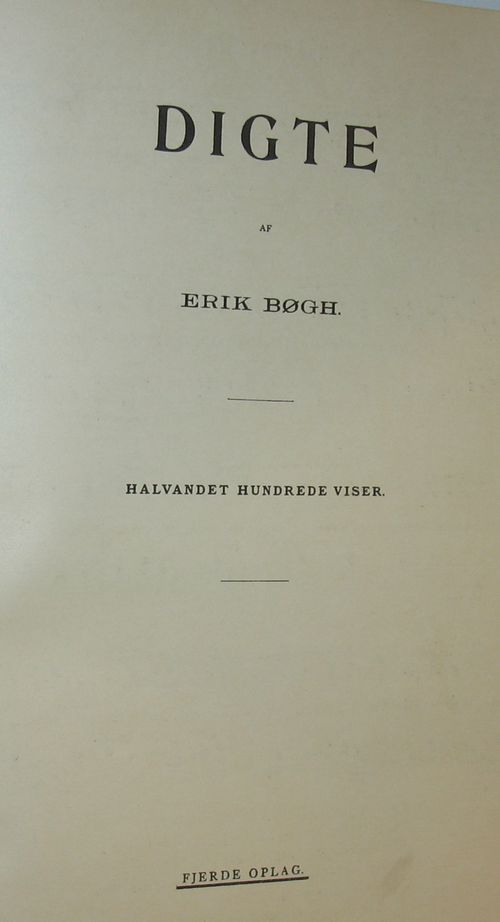 DIGTE
AF
ERIK BØGH.
HALVANDET HUNDREDE VISER.
FJERDE OPLAG.